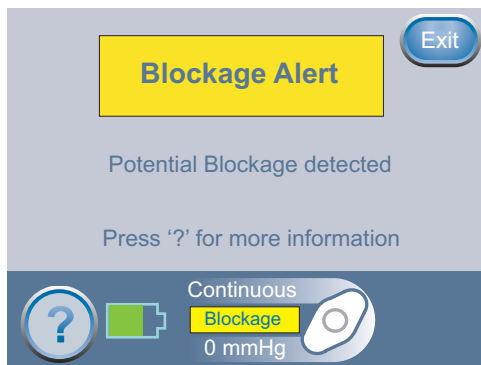 Exit
Blockage Alert
Potential Blockage detected
Press ‘?’ for more information
?
Continuous
Blockage
0 mmHg